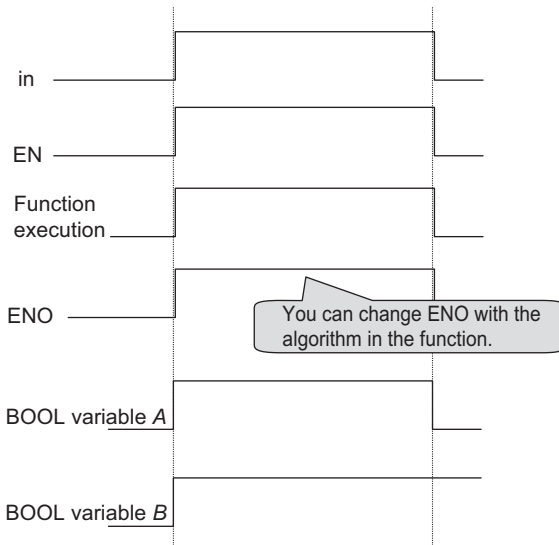 in
EN
Function
execution
ENO
You can change ENO with the
algorithm in the function.
BOOL variable A
BOOL variable B